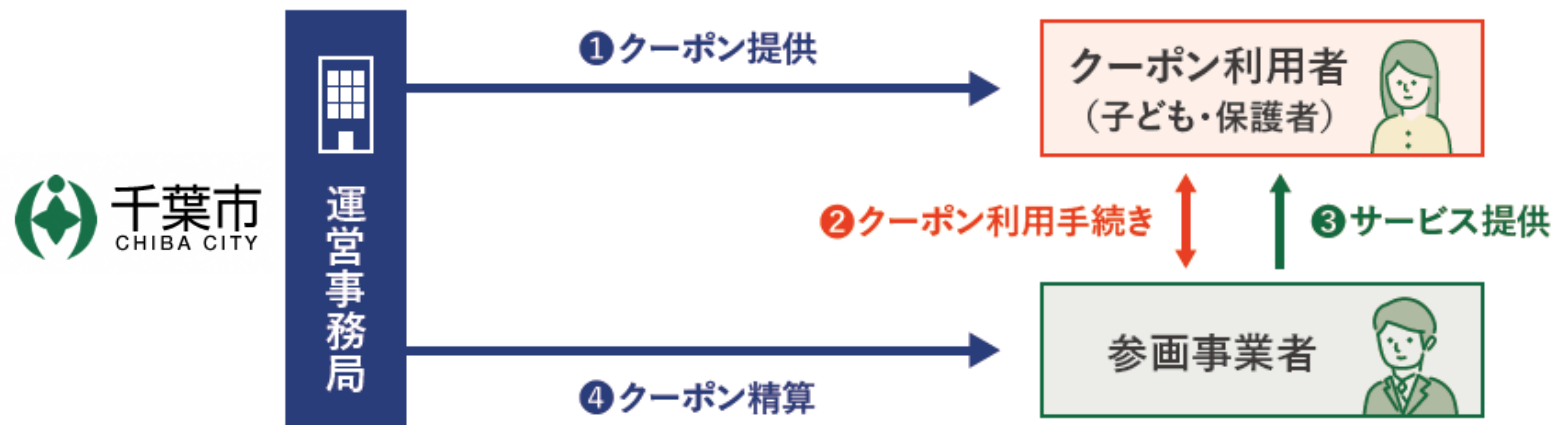 千葉市
CHIBA CITY
運営事務局
❶クーポン提供
クーポン利用者
（子ども・保護者）
❷クーポン利用手続き
❸サービス提供
参画事業者
❹クーポン精算